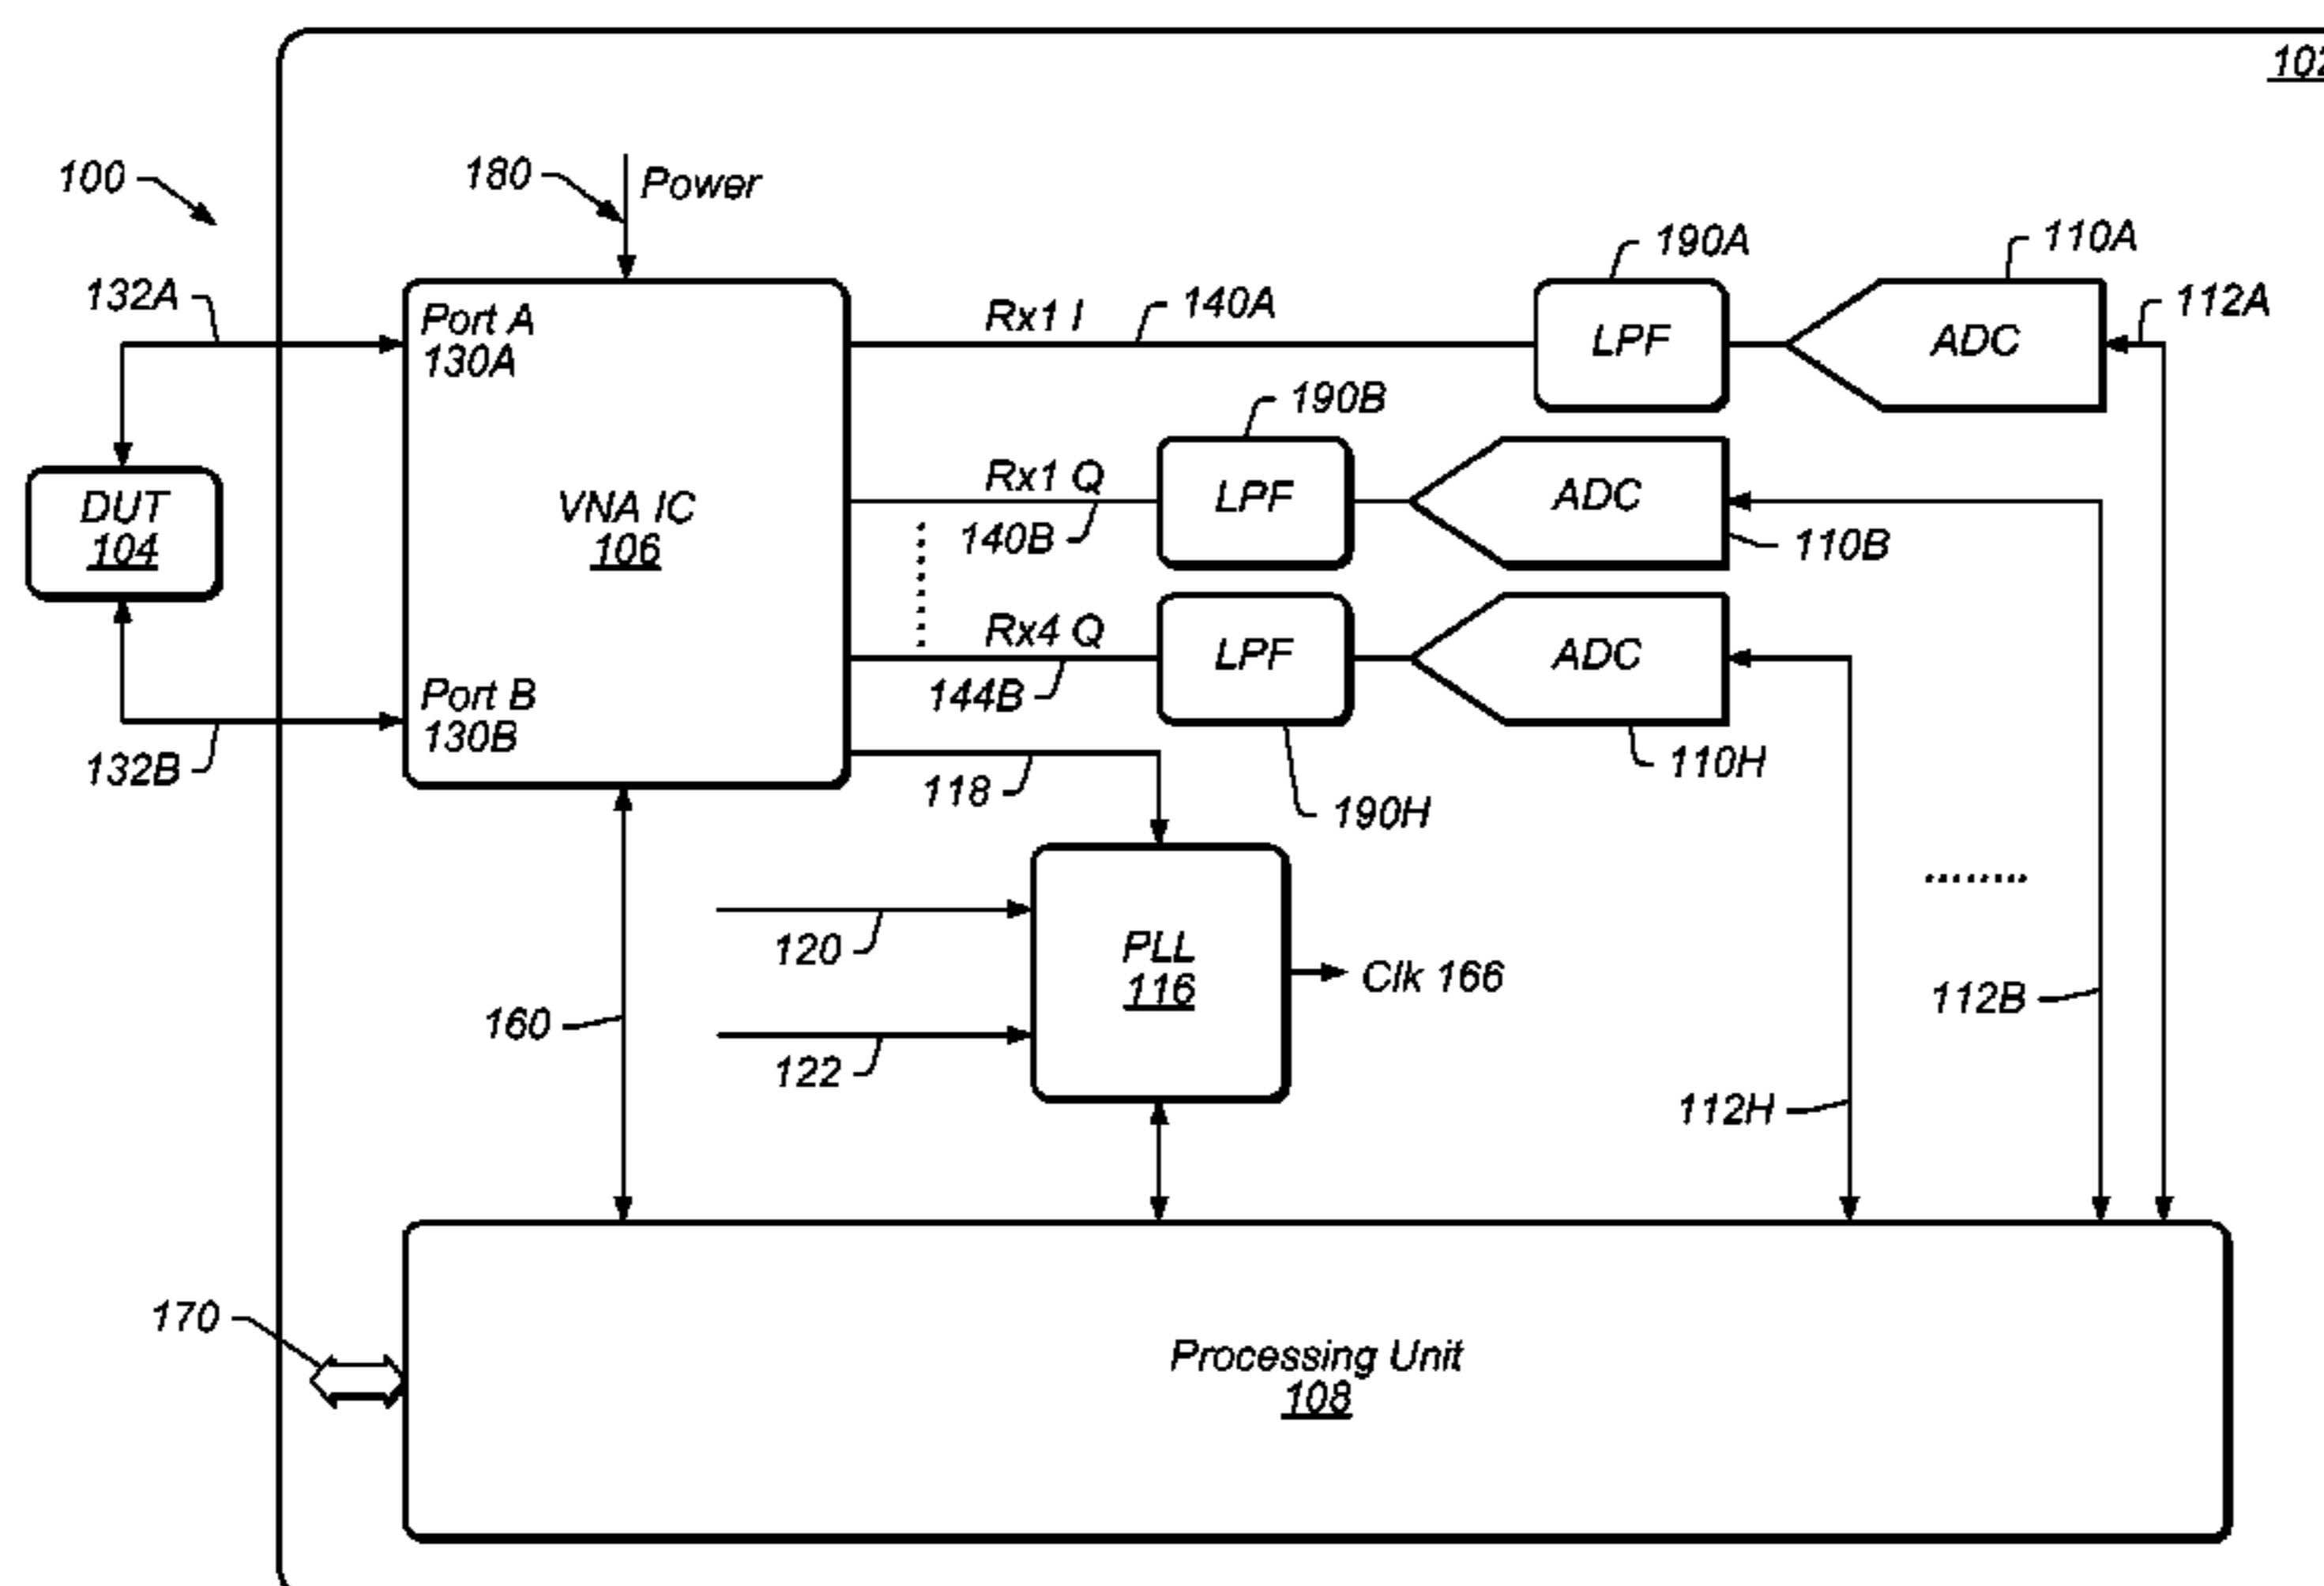 102
100
180
Power
190A
110A
132A
Port A
130A
Rx1 I
140A
LPF
ADC
112A
190B
DUT
104
VNA IC
106
Rx1 Q
140B
LPF
ADC
110B
Rx4 Q
144B
LPF
ADC
Port B
130B
132B
118
190H
110H
120
PLL
116
Clk 166
160
122
112B
112H
170
Processing Unit
108